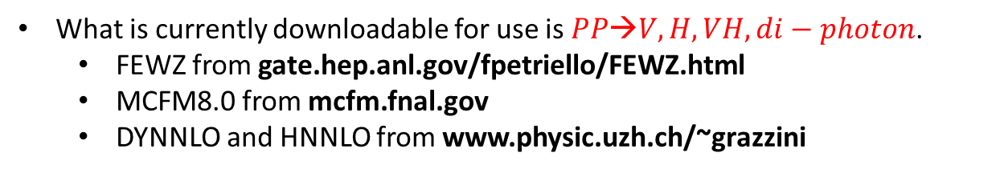 • What is currently downloadable for use is PP→V, H, VH, di − photon.
• FEWZ from gate.hep.anl.gov/fpetriello/FEWZ.html
• MCFM8.0 from mcfm.fnal.gov
• DYNNLO and HNNLO from www.physic.uzh.ch/~grazzini